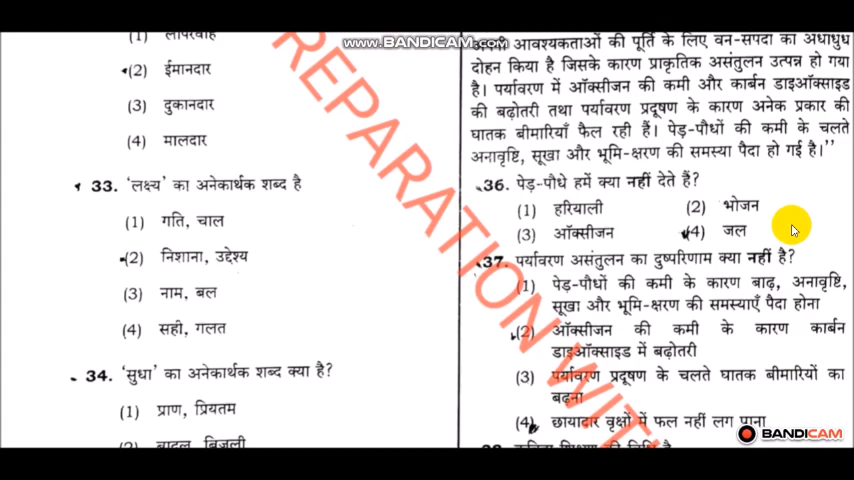 (1) लापरवाह
(2) ईमानदार
(3) दुकानदार
(4) मालदार
33. 'लक्ष्य' का अनेकार्थक शब्द है
(1) गति, चाल
(2) निशाना, उद्देश्य
(3) नाम, बल
(4) सही, गलत
34. 'सुधा' का अनेकार्थक शब्द क्या है?
(1) प्राण, प्रियतम
(2) बादल, बिजली
www.BANDICAM.com
आवश्यकताओं की पूर्ति के लिए वन-संपदा का अंधाधुंध
दोहन किया है जिसके कारण प्राकृतिक असंतुलन उत्पन्न हो गया
है। पर्यावरण में ऑक्सीजन की कमी और कार्बन डाइऑक्साइड
की बढ़ोतरी तथा पर्यावरण प्रदूषण के कारण अनेक प्रकार की
घातक बीमारियाँ फैल रही हैं। पेड़-पौधों की कमी के चलते
अनावृष्टि, सूखा और भूमि-क्षरण की समस्या पैदा हो गई है।''
36. पेड़-पौधे हमें क्या नहीं देते हैं?
(1) हरियाली (2) भोजन
(3) ऑक्सीजन (4) जल
37. पर्यावरण असंतुलन का दुष्परिणाम क्या नहीं है?
(1) पेड़-पौधों की कमी के कारण बाढ़, अनावृष्टि,
सूखा और भूमि-क्षरण की समस्याएँ पैदा होना
(2) ऑक्सीजन की कमी के कारण कार्बन
डाइऑक्साइड में बढ़ोतरी
(3) पर्यावरण प्रदूषण के चलते घातक बीमारियों का
बढ़ना
(4) छायादार वृक्षों में फल नहीं लग पाना
REPARATION WITH
BANDICAM